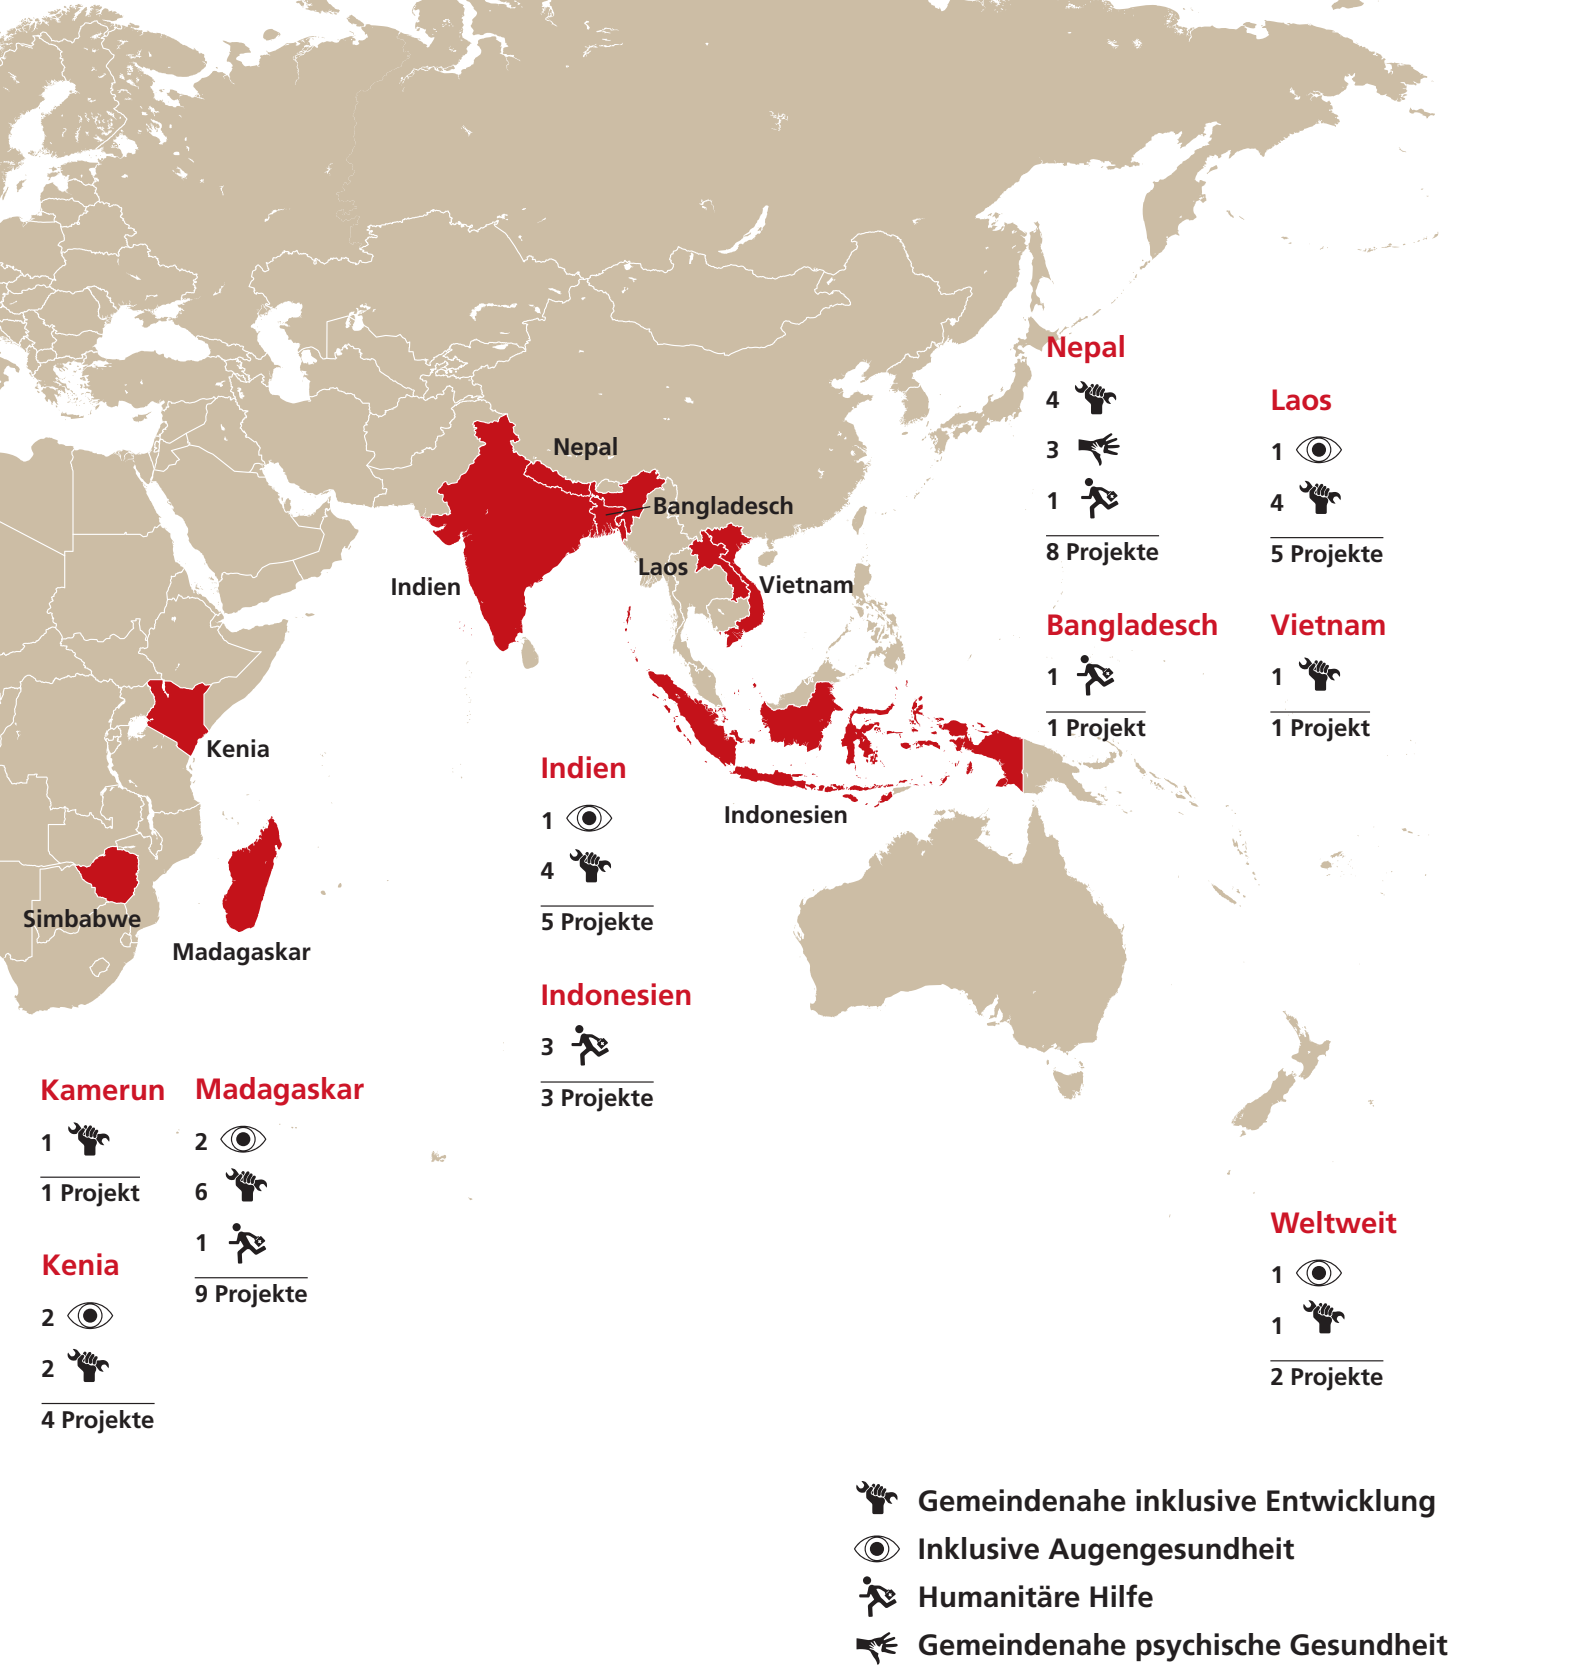 Nepal
4
3
1
8 Projekte
Laos
1
4
5 Projekte
Nepal
Bangladesch
Laos
Indien
Vietnam
Bangladesch
1
1 Projekt
Vietnam
1
1 Projekt
Kenia
Indonesien
Simbabwe
Madagaskar
Indien
1
4
5 Projekte
Indonesien
3
3 Projekte
Kamerun
1
1 Projekt
Madagaskar
2
6
1
9 Projekte
Kenia
2
2
4 Projekte
Weltweit
1
1
2 Projekte
Gemeindenahe inklusive Entwicklung
Inklusive Augengesundheit
Humanitäre Hilfe
Gemeindenahe psychische Gesundheit